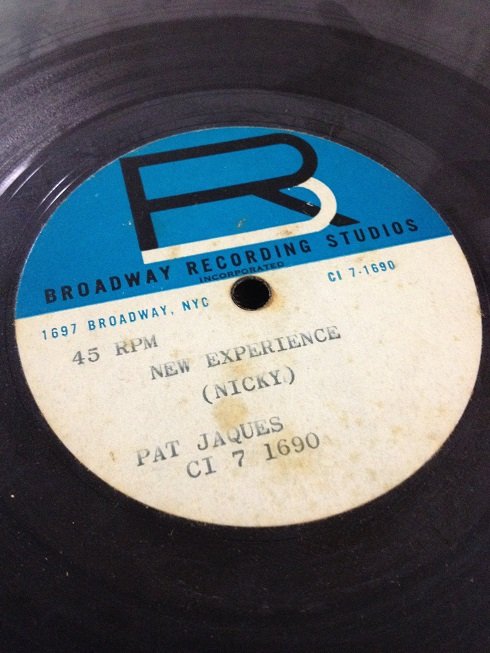 BR
BROADWAY RECORDING STUDIOS
INCORPORATED
1697 BROADWAY, NYC
CI 7-1690
45 RPM
NEW EXPERIENCE
(NICKY.)
PAT JAQUES
CI 7 1690